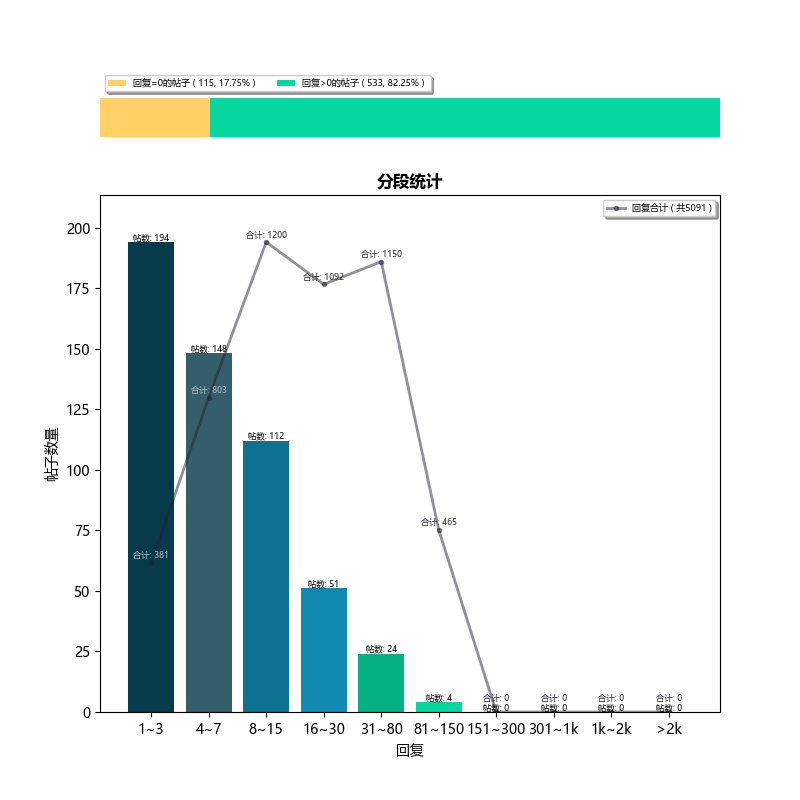 回复=0的帖子 ( 115, 17.75% ) 回复>0的帖子 ( 533, 82.25% )
分段统计
回复合计 ( 共5091 )
200
175
150
125
100
75
50
25
0
帖子数量
帖数: 194
帖数: 148
帖数: 112
帖数: 51
帖数: 24
帖数: 4
帖数: 0
帖数: 0
帖数: 0
帖数: 0
合计: 381
合计: 803
合计: 1200
合计: 1092
合计: 1150
合计: 465
合计: 0
合计: 0
合计: 0
合计: 0
1~3 4~7 8~15 16~30 31~80 81~150 151~300 301~1k 1k~2k >2k
回复